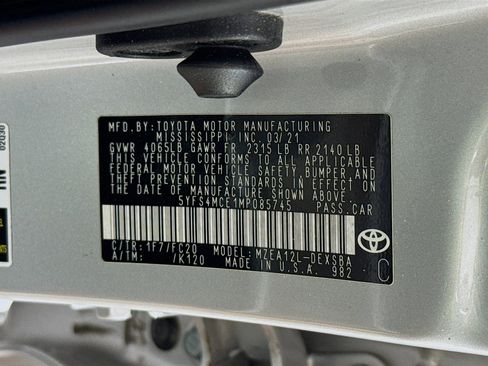 MFD.BY:TOYOTA MOTOR MANUFACTURING
MISSISSIPPI, INC. 03/21
GVWR 4065LB GAWR FR 2315LB RR 2140LB
THIS VEHICLE CONFORMS TO ALL APPLICABLE
FEDERAL MOTOR VEHICLE SAFETY, BUMPER, AND
THEFT PREVENTION STANDARDS IN EFFECT ON
THE DATE OF MANUFACTURE SHOWN ABOVE.
5YFS4MCE1MP085745 PASS.CAR
C/TR:1F7/FC20 MODEL:MZEA12L-DEXSBA
A/TM: /K120 MADE IN U.S.A. 982
C